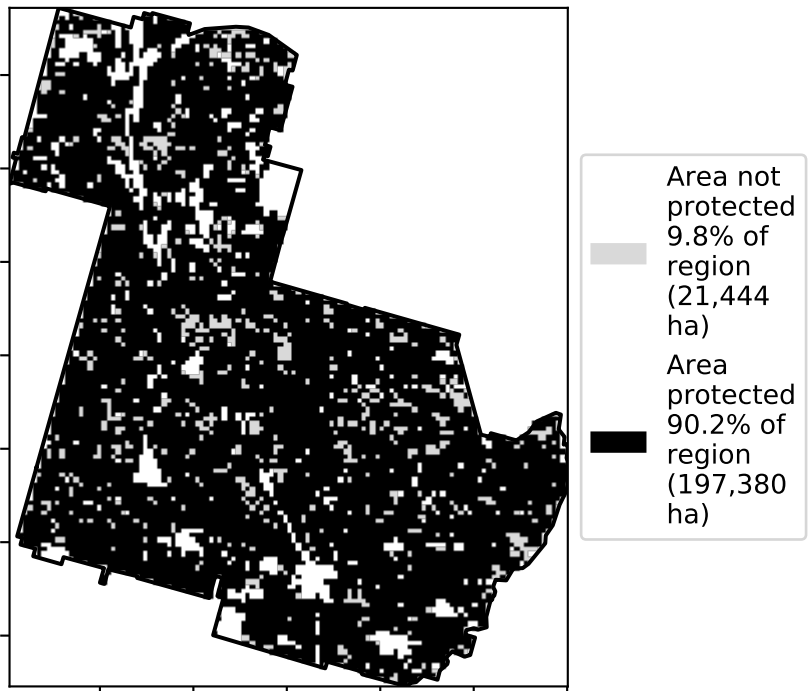 Area not
protected
9.8% of
region
(21,444
ha)
Area
protected
90.2% of
region
(197,380
ha)